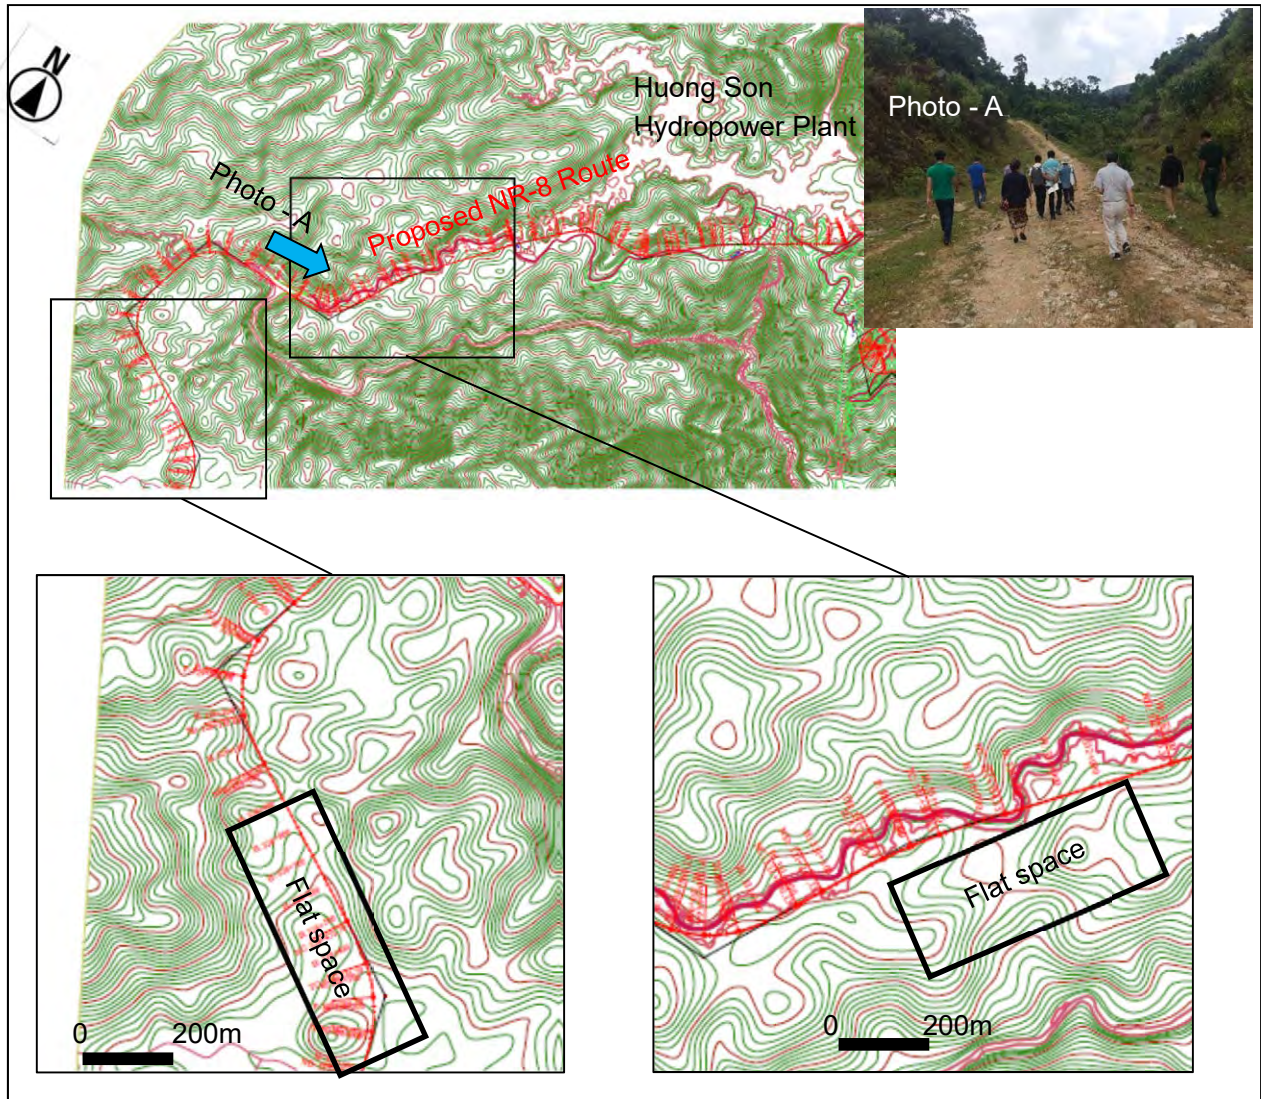 N
Huong Son
Hydropower Plant
Photo - A
Photo - A
Proposed NR-8 Route
Flat space
0 200m
Flat space
0 200m